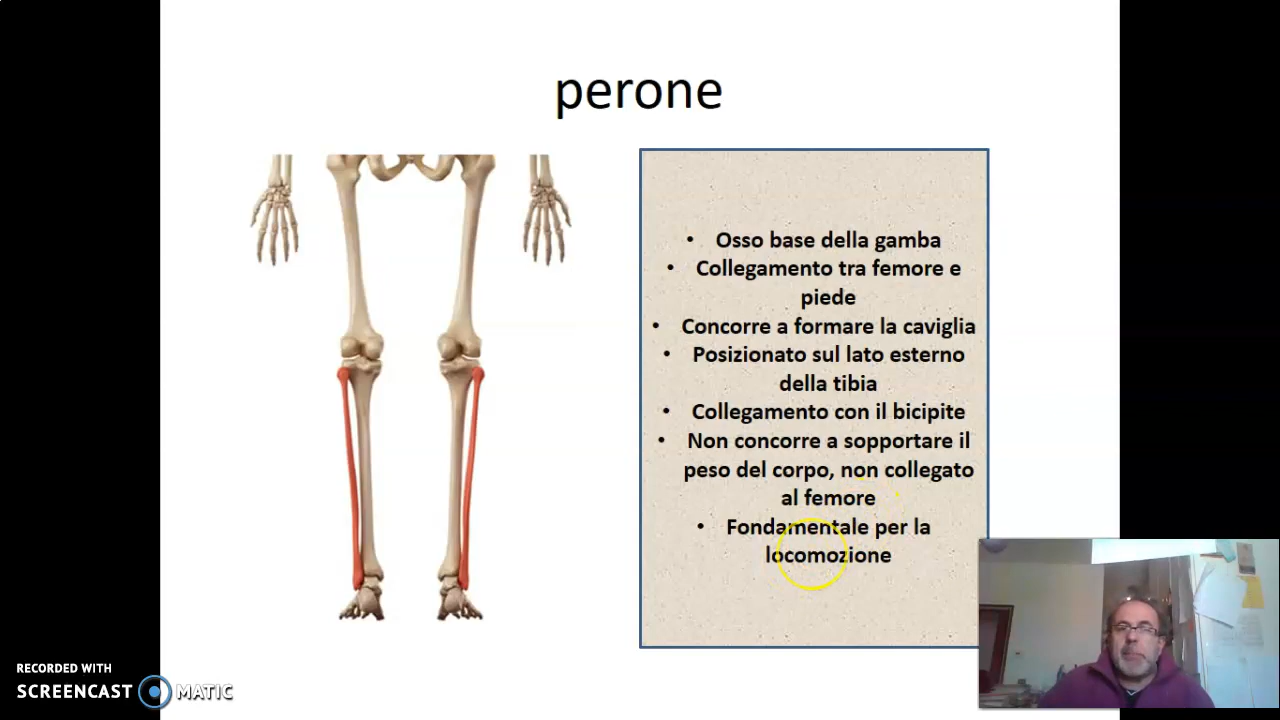 perone
• Osso base della gamba
• Collegamento tra femore e
piede
• Concorre a formare la caviglia
• Posizionato sul lato esterno
della tibia
• Collegamento con il bicipite
• Non concorre a sopportare il
peso del corpo, non collegato
al femore
• Fondamentale per la
locomozione
RECORDED WITH
SCREENCAST MATIC